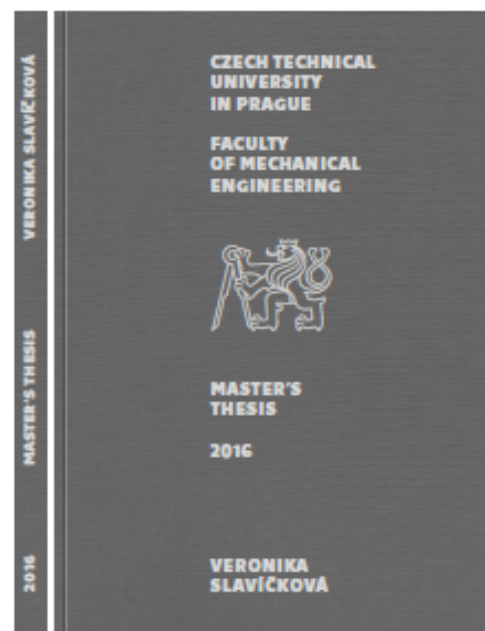 VERONIKA SLAVÍČKOVÁ
MASTER'S THESIS
2016
CZECH TECHNICAL
UNIVERSITY
IN PRAGUE
FACULTY
OF MECHANICAL
ENGINEERING
MASTER'S
THESIS
2016
VERONIKA
SLAVÍČKOVÁ